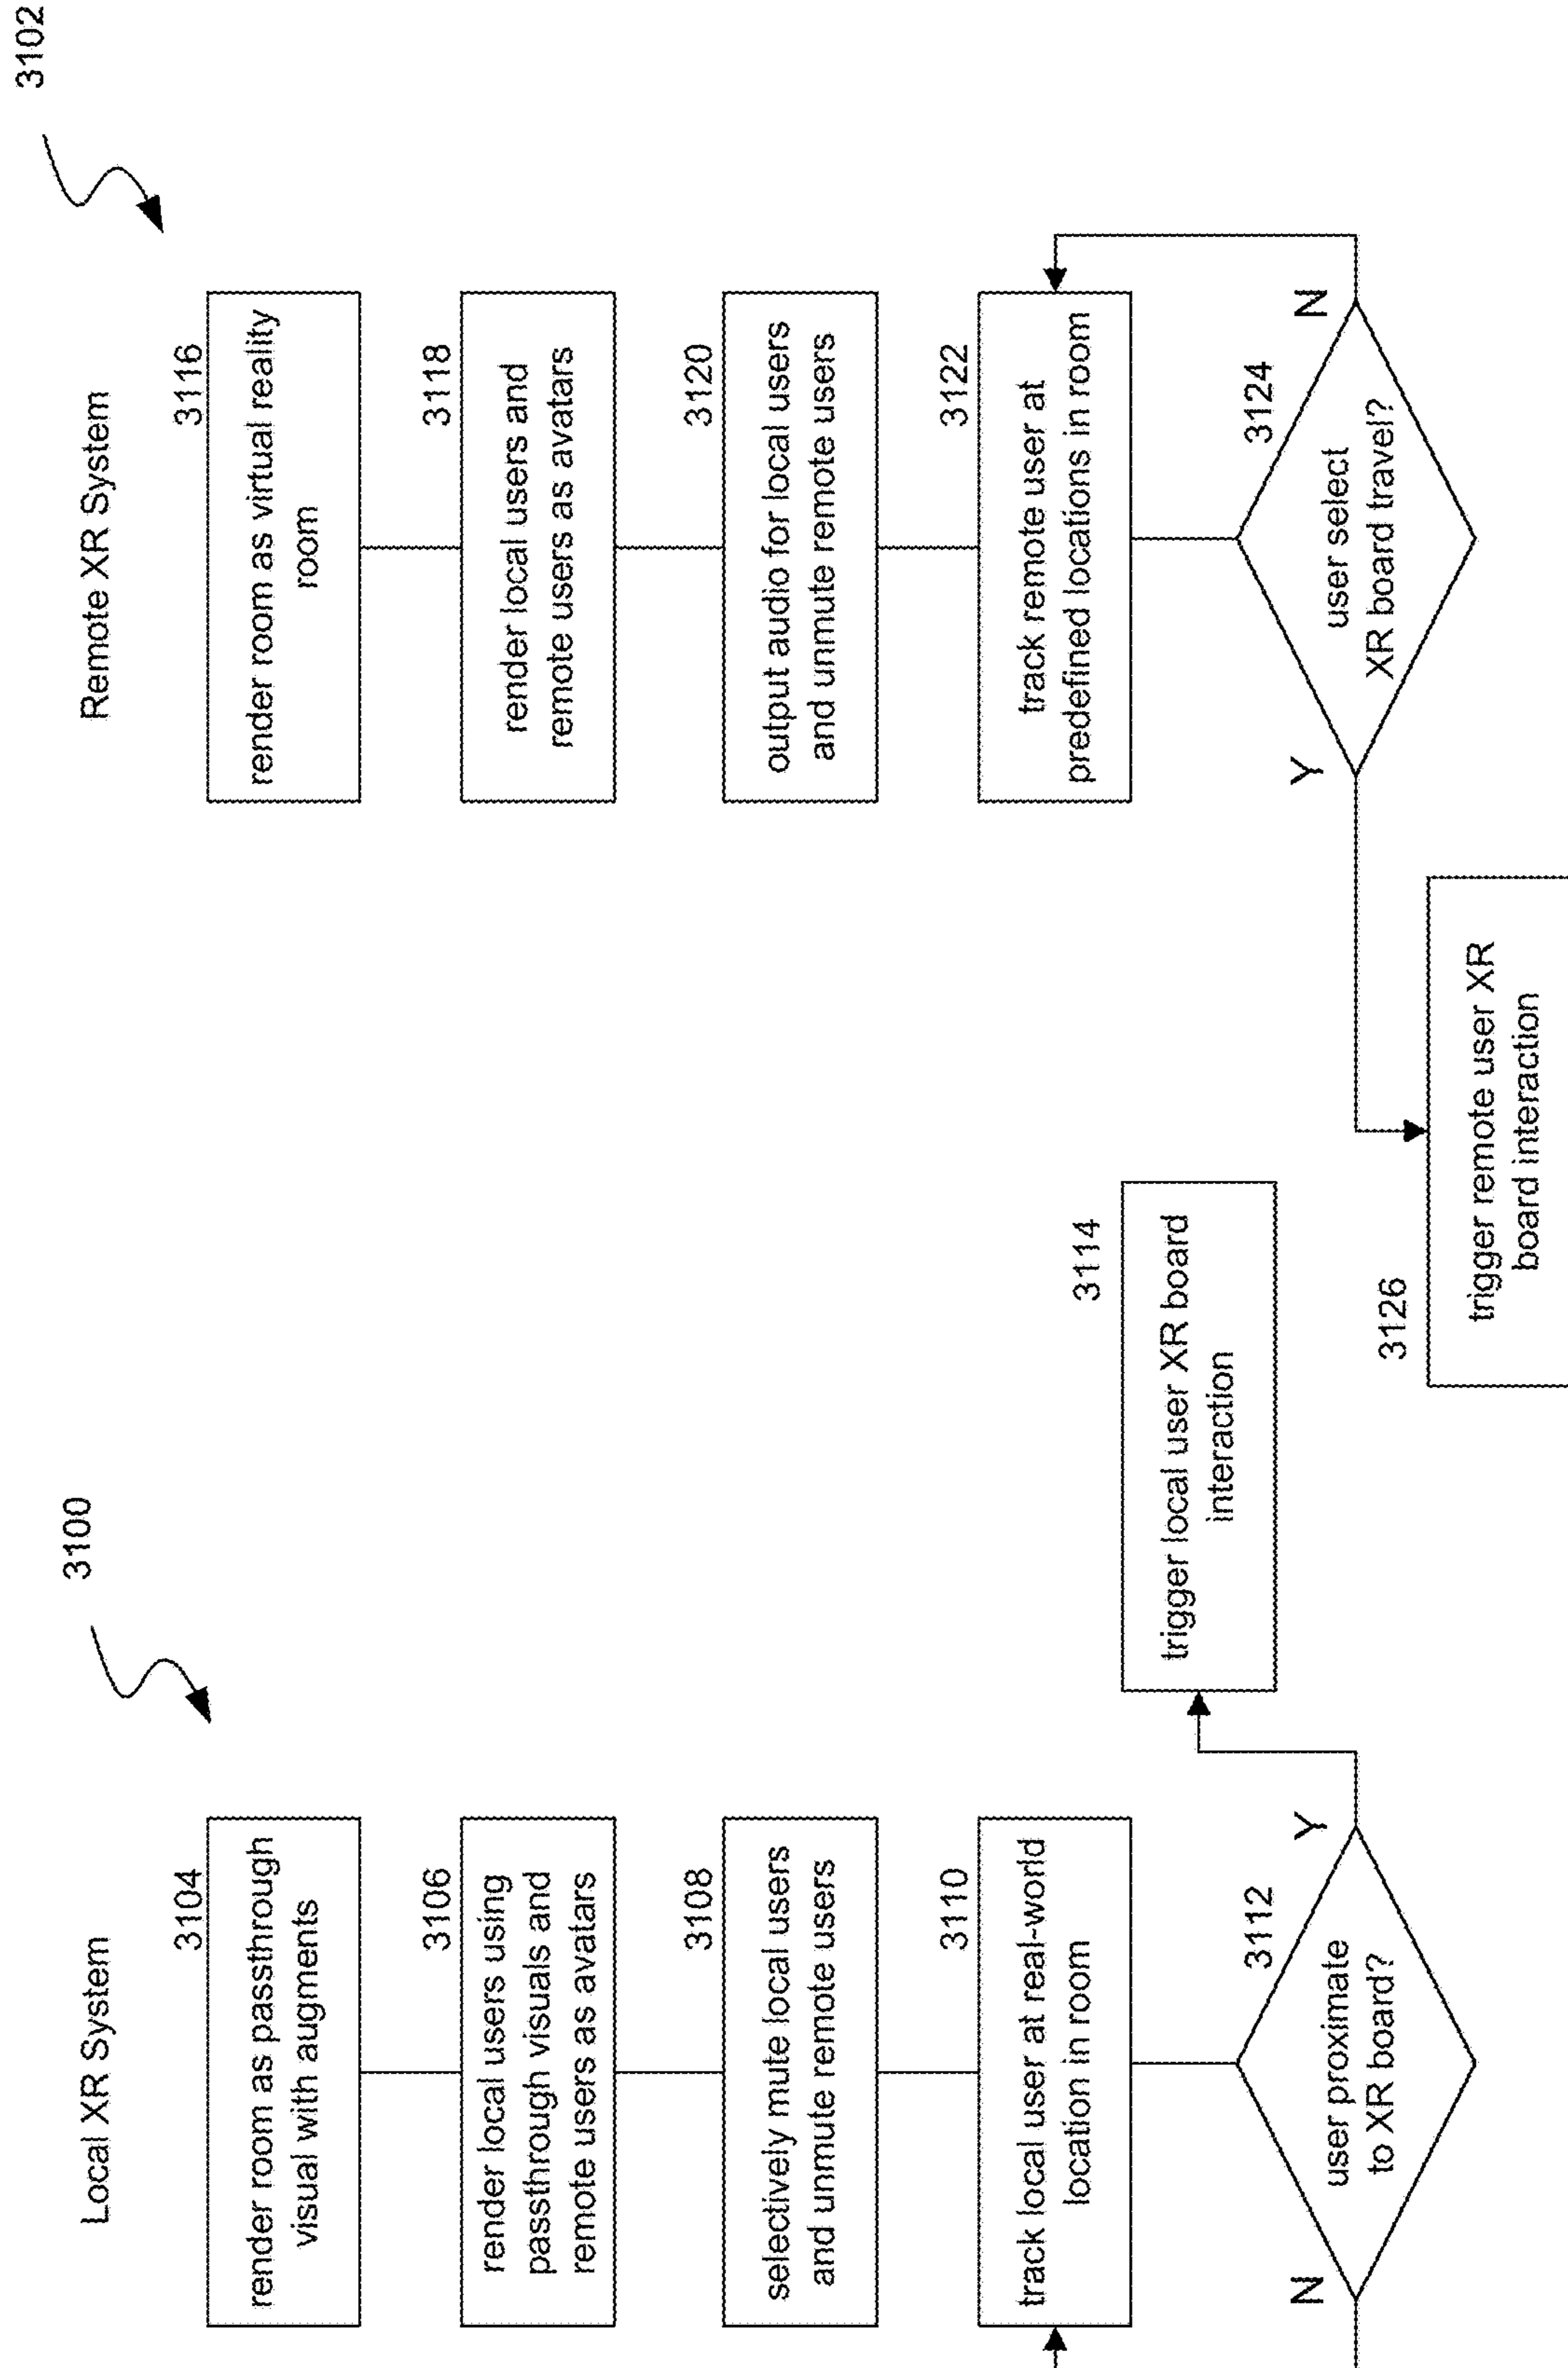 3100
Local XR System
3104
render room as passthrough
visual with augments
3106
render local users using
passthrough visuals and
remote users as avatars
3108
selectively mute local users
and unmute remote users
3110
track local user at real-world
location in room
3112
user proximate
to XR board?
N
Y
3114
trigger local user XR board
interaction
3102
Remote XR System
3116
render room as virtual reality
room
3118
render local users and
remote users as avatars
3120
output audio for local users
and unmute remote users
3122
track remote user at
predefined locations in room
3124
user select
XR board travel?
Y
N
3126
trigger remote user XR
board interaction